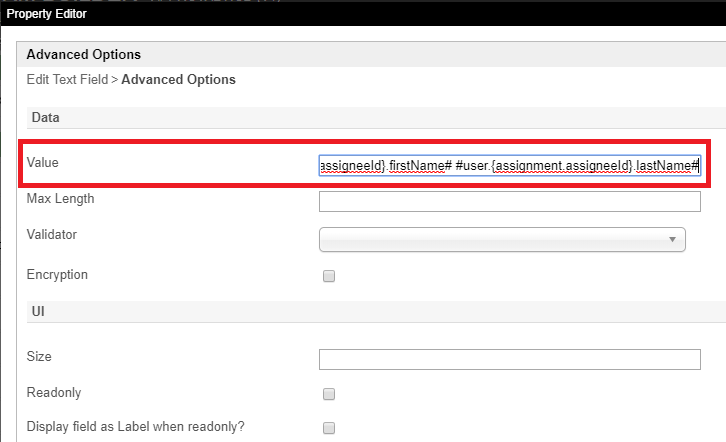 Property Editor
Advanced Options
Edit Text Field > Advanced Options
Data
Value assigneeId}.firstName# #user.{assignment.assigneeId}.lastName#
Max Length
Validator
Encryption
UI
Size
Readonly
Display field as Label when readonly?